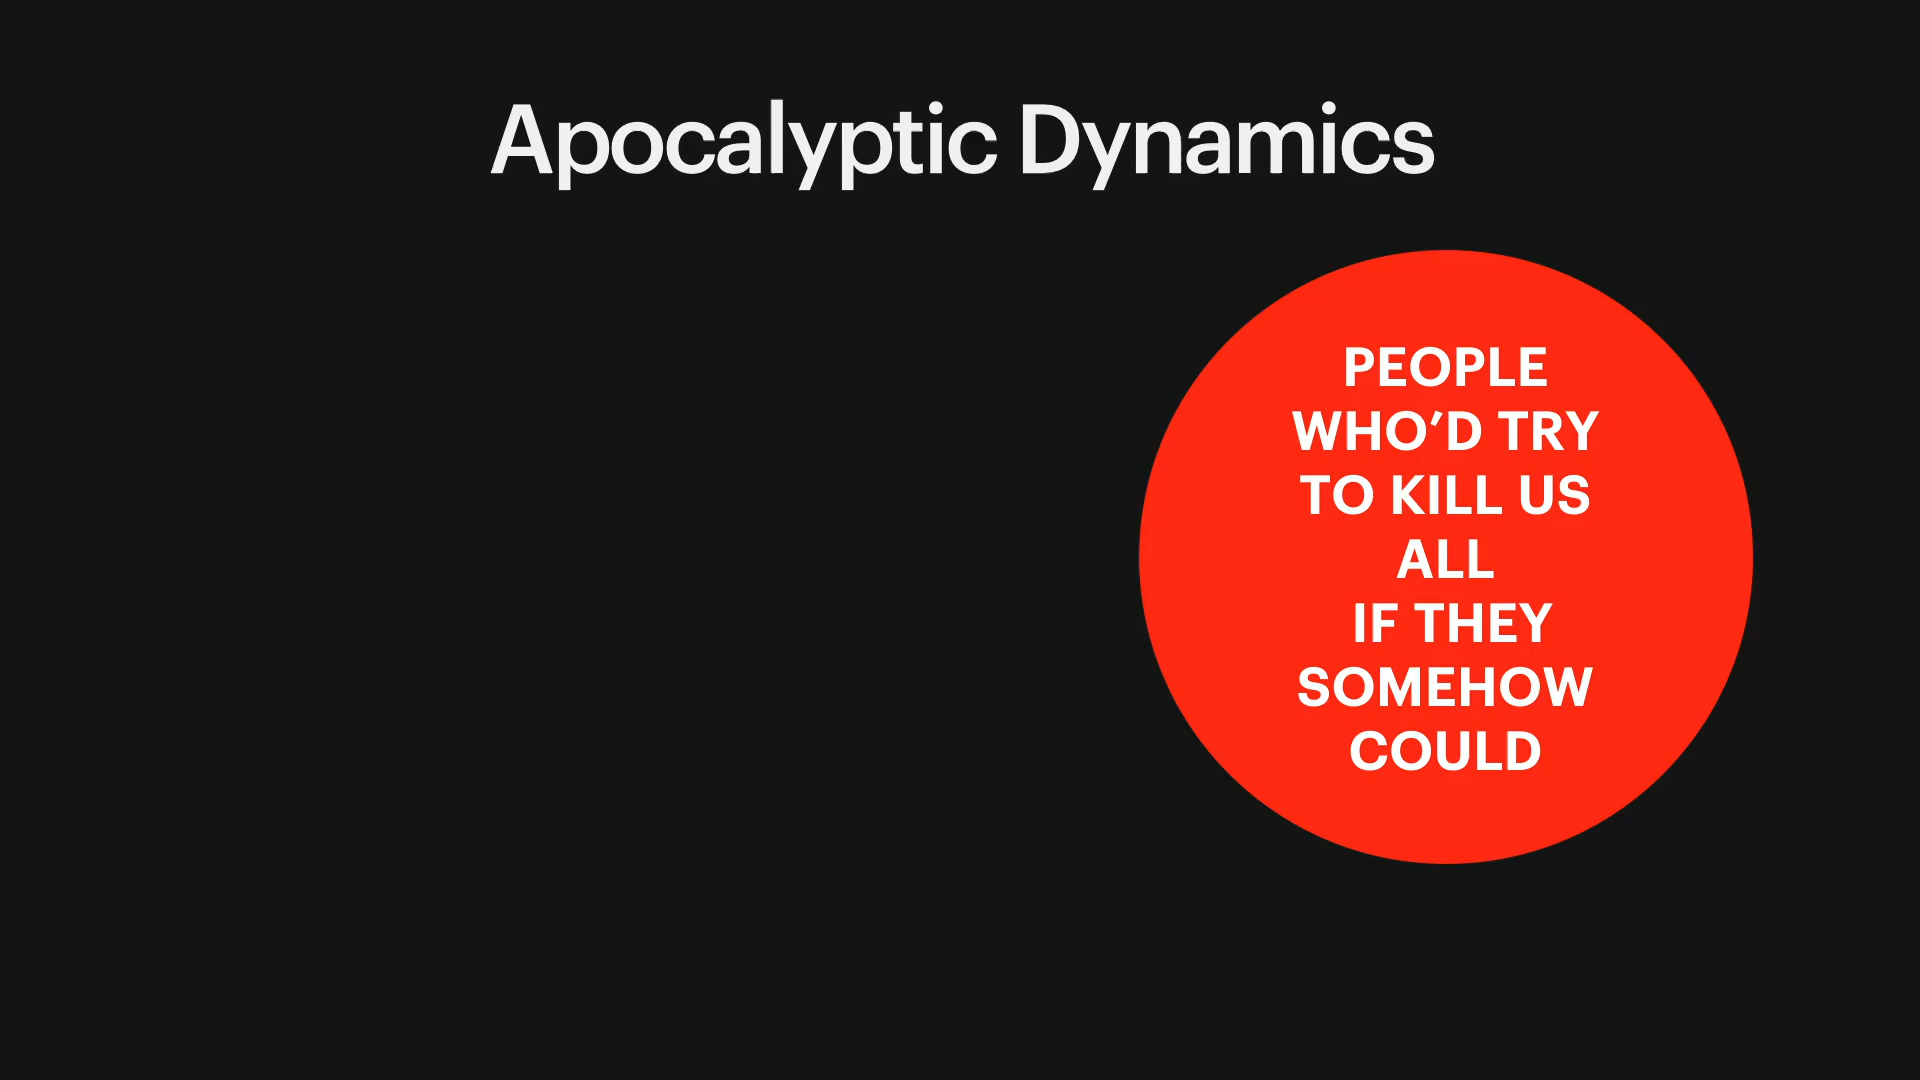 Apocalyptic Dynamics
PEOPLE
WHO’D TRY
TO KILL US
ALL
IF THEY
SOMEHOW
COULD